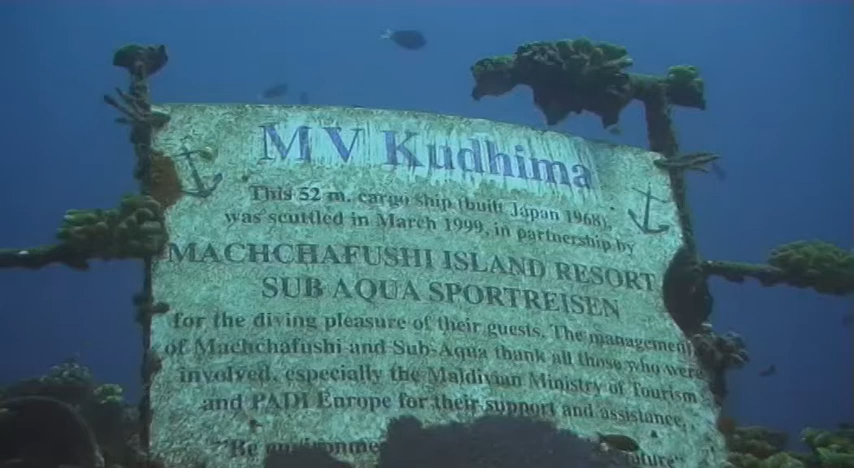 MV Kudhima
This 52 m. cargo ship (built Japan 1968),
was scuttled in March 1999, in partnership by
MACHCHAFUSHI ISLAND RESORT
SUB AQUA SPORTREISEN
for the diving pleasure of their guests. The management
of Machchafushi and Sub Aqua thank all those who were
involved, especially the Maldivian Ministry of Tourism
and PADI Europe, for their support and assistance.
"Be environme
nature"